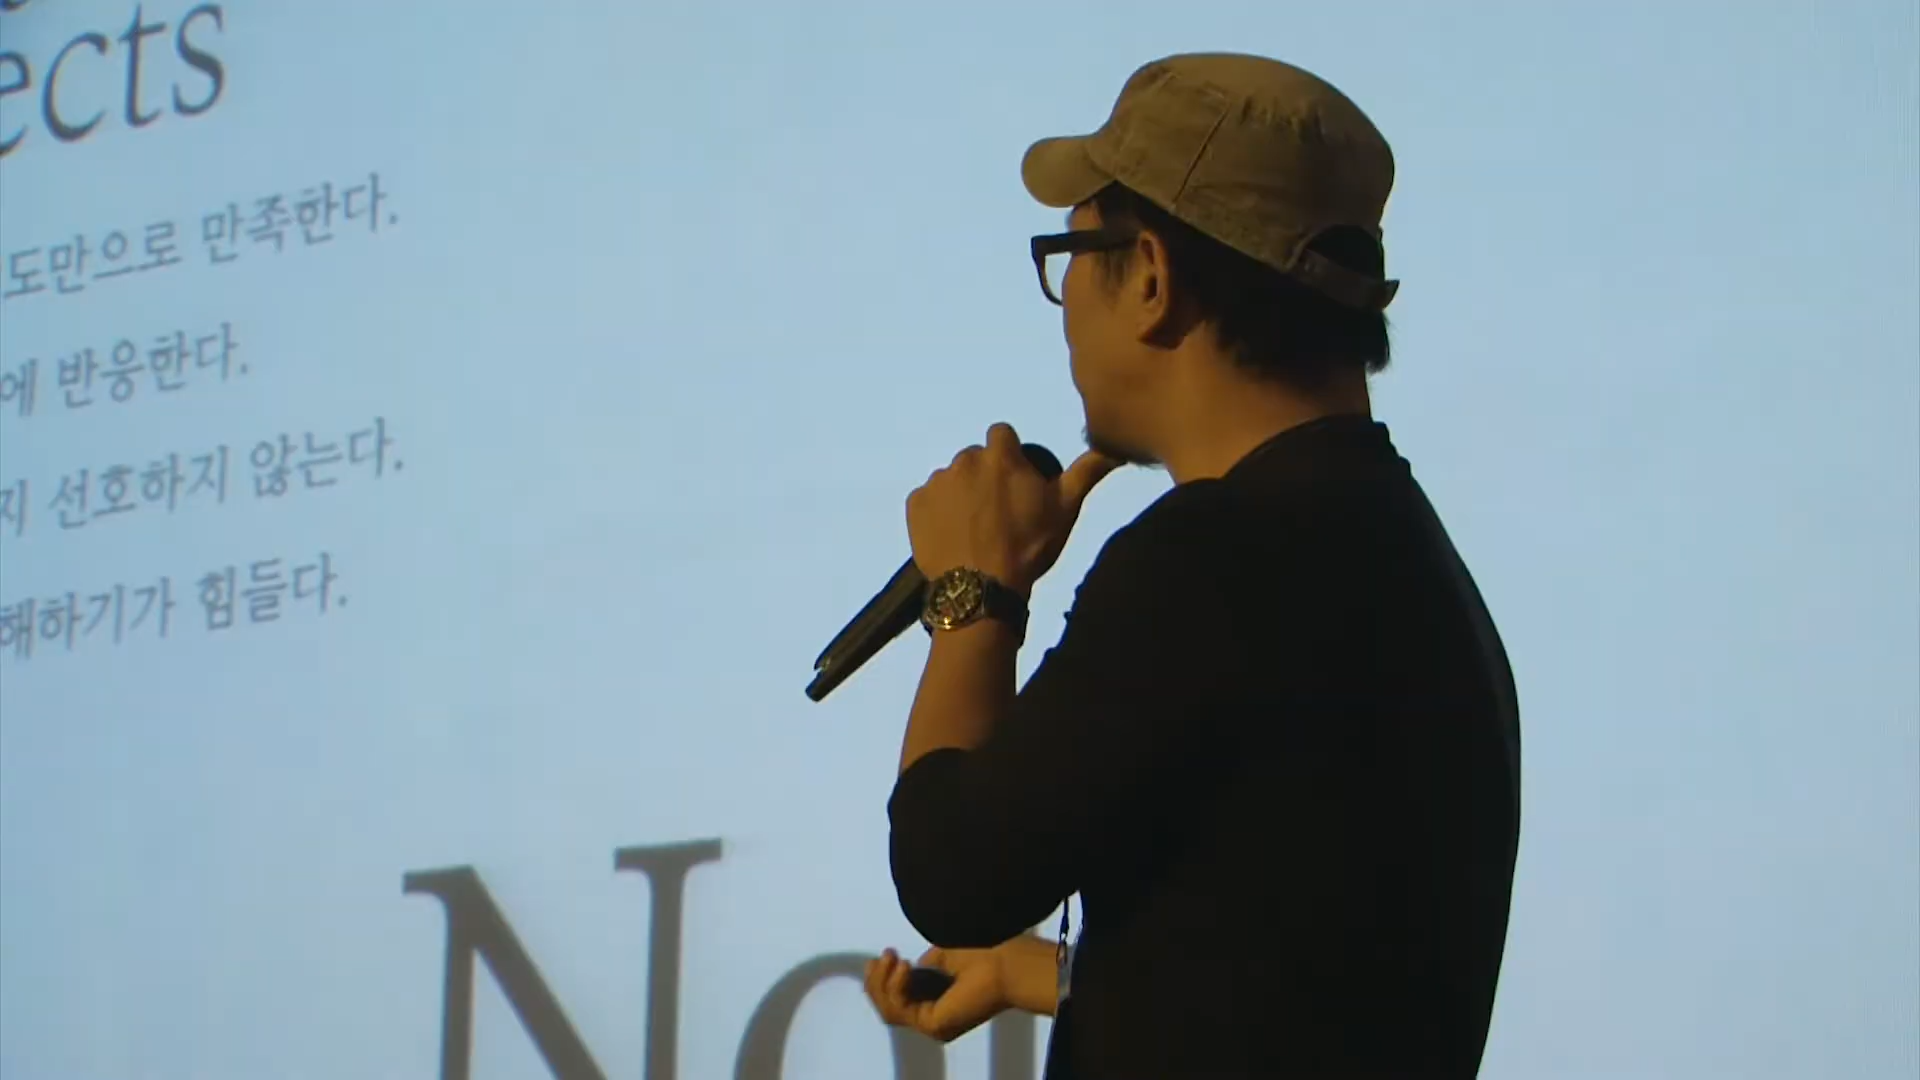 ects
도만으로 만족한다.
에 반응한다.
지 선호하지 않는다.
해하기가 힘들다.
No